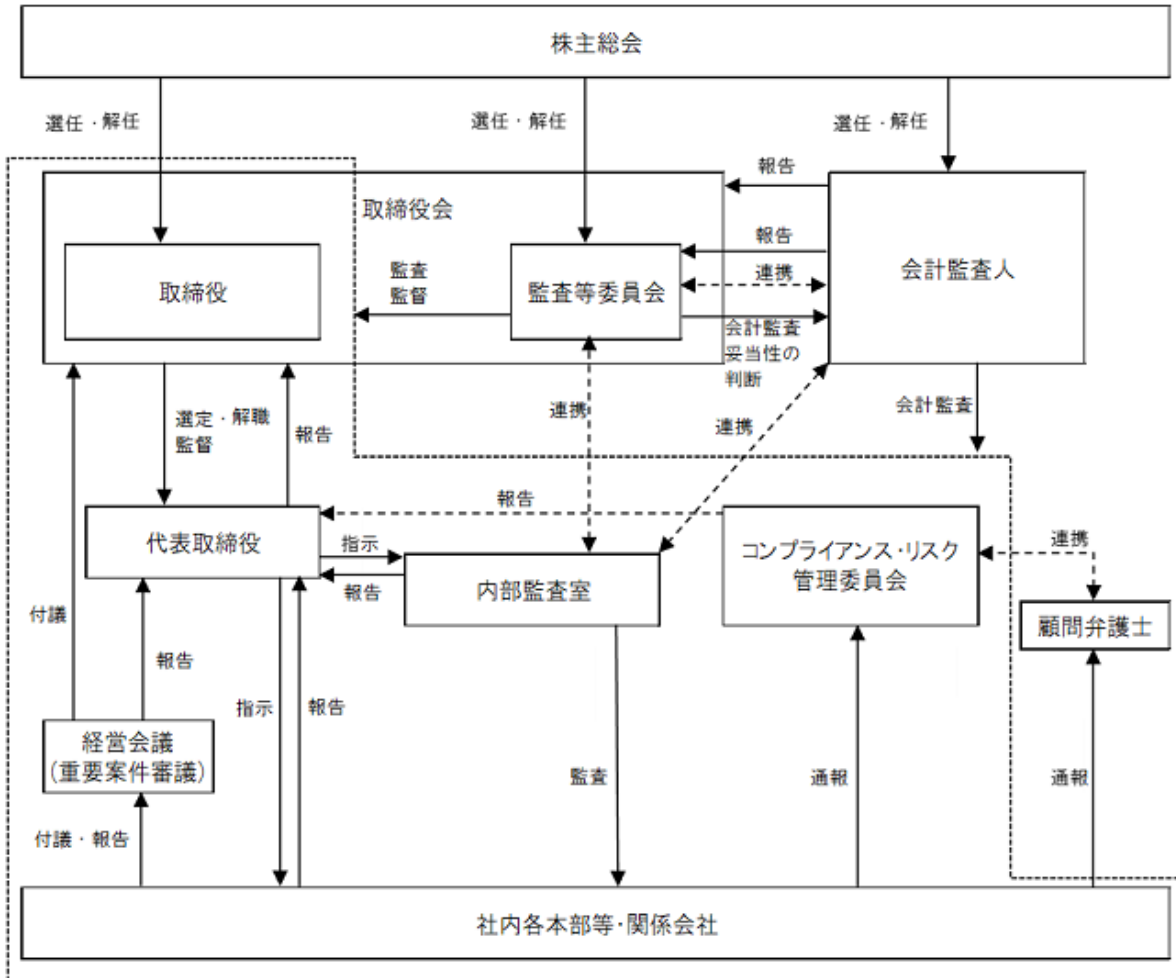 株主総会
選任・解任
選任・解任
選任・解任
報告
取締役会
報告
会計監査人
取締役
監査
監督
監査等委員会
連携
会計監査
妥当性の
判断
連携
連携
会計監査
選定・解職
監督
報告
報告
代表取締役
指示
コンプライアンス・リスク
管理委員会
連携
報告
内部監査室
付議
顧問弁護士
報告
指示
報告
経営会議
(重要案件審議)
監査
通報
通報
付議・報告
社内各本部等・関係会社